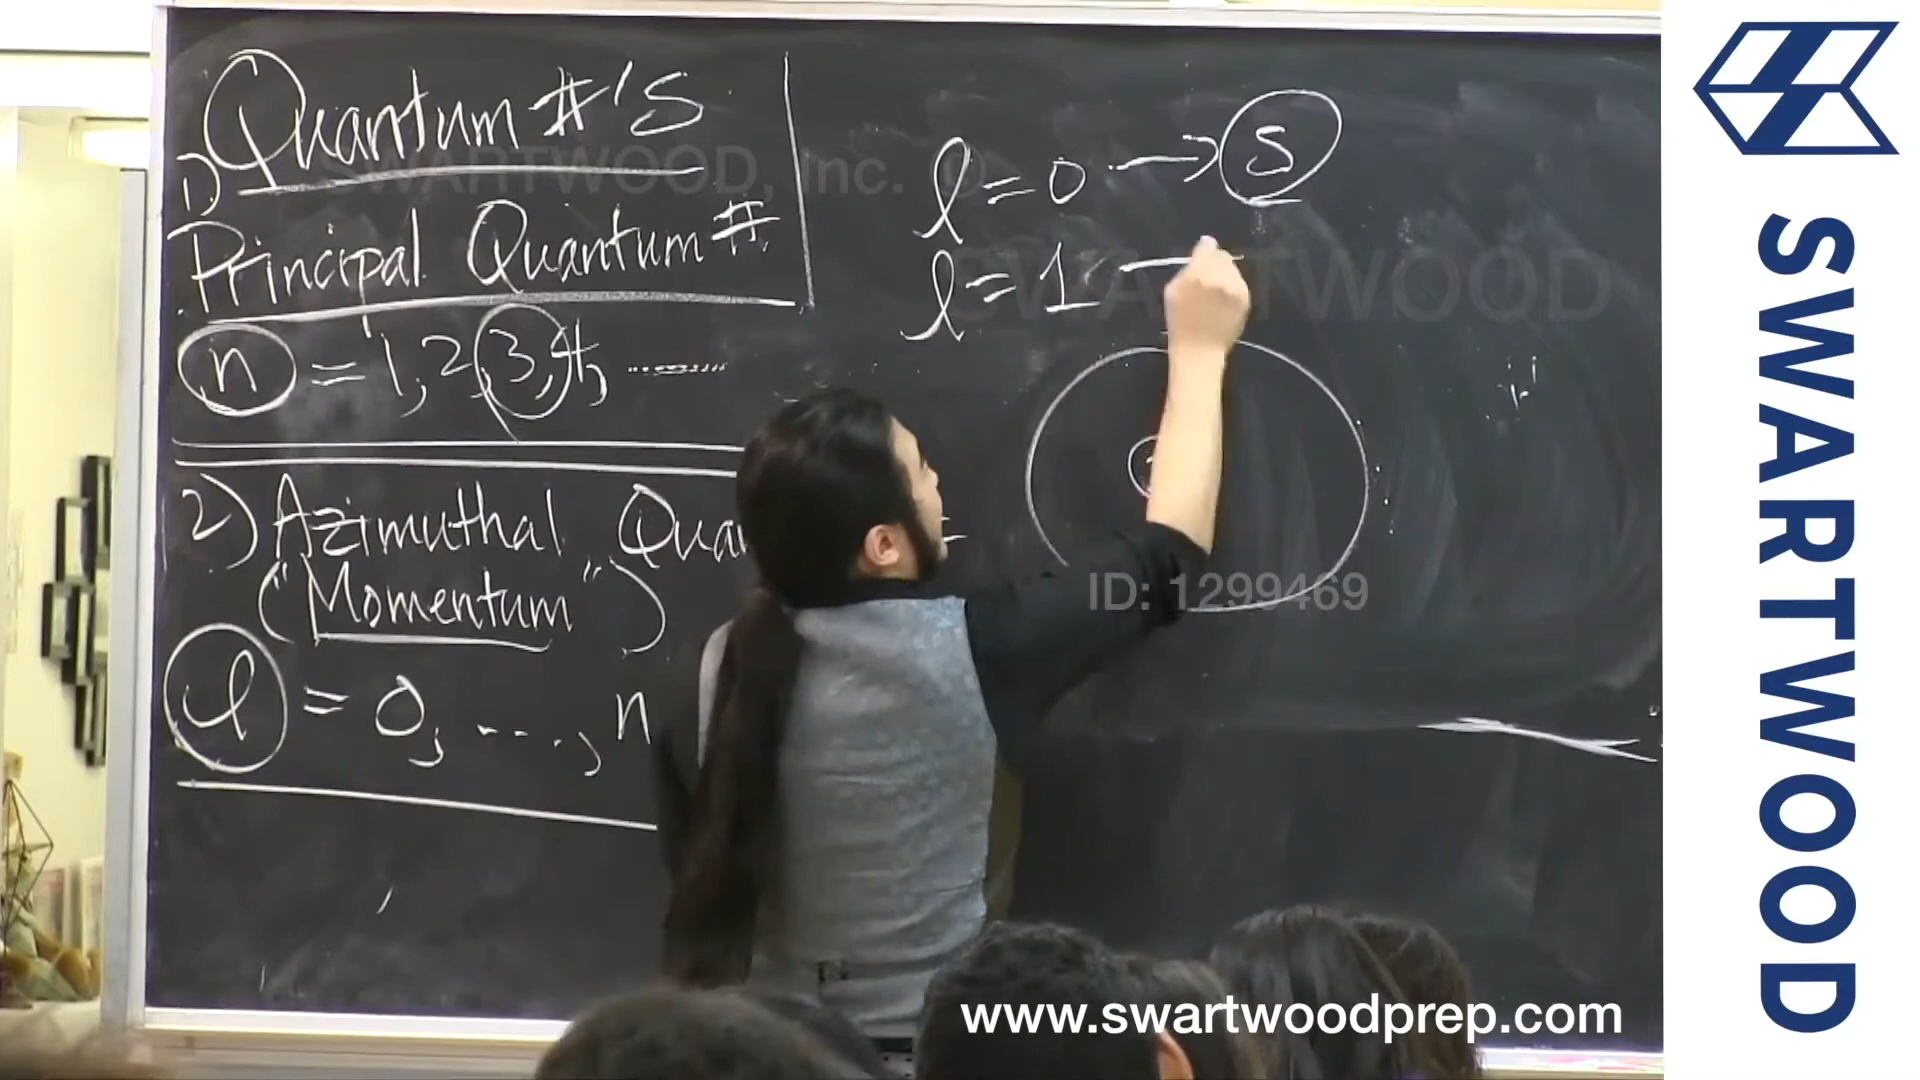 Quantum #'s
1)
Principal Quantum #
n = 1, 2, 3, 4, ......
2) Azimuthal Quan
("Momentum")
l = 0, ...., n
l = 0 → s
l = 1
SWARTWOOD, Inc. ©
SWARTWOOD
ID: 1299469
www.swartwoodprep.com
SWARTWOOD